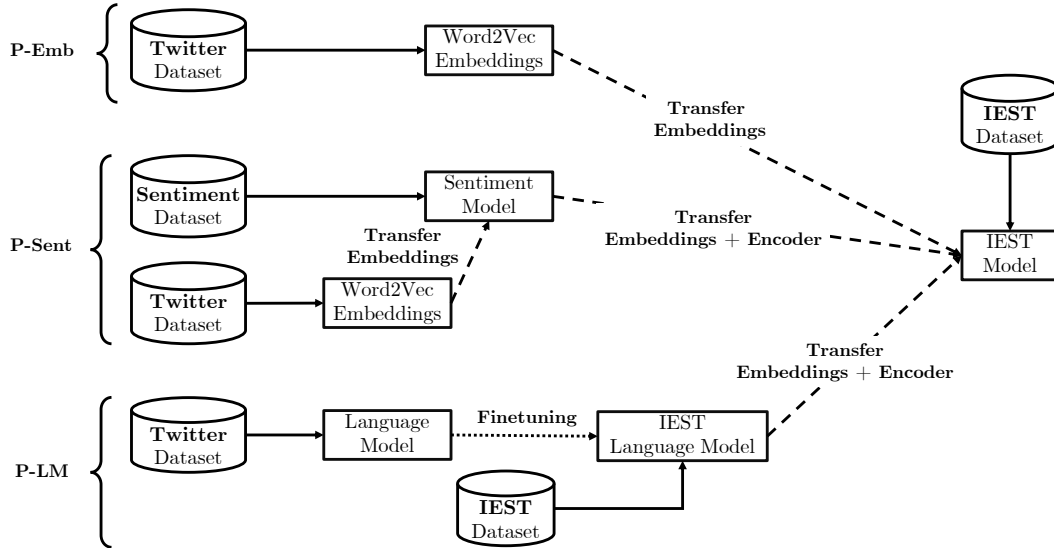 P-Emb
Twitter
Dataset
Word2Vec
Embeddings
Transfer
Embeddings
IEST
Dataset
P-Sent
Sentiment
Dataset
Sentiment
Model
Transfer
Embeddings
Transfer
Embeddings + Encoder
Twitter
Dataset
Word2Vec
Embeddings
IEST
Model
Transfer
Embeddings + Encoder
P-LM
Twitter
Dataset
Language
Model
Finetuning
IEST
Language Model
IEST
Dataset